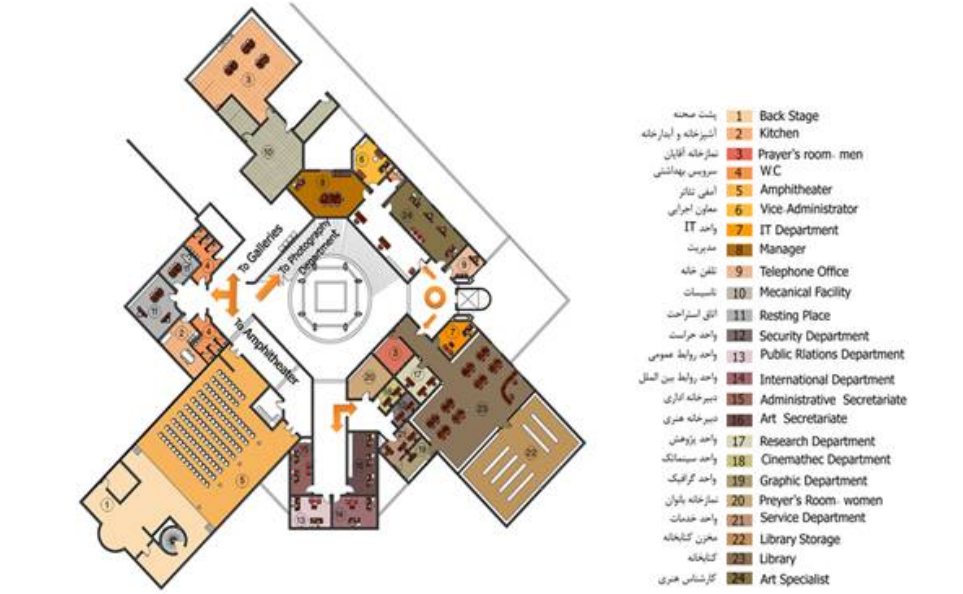 To Galleries
To Photography
Department
To Amphitheater
پشت صحنه 1 Back Stage
آشپزخانه و آبدارخانه 2 Kitchen
نمازخانه آقایان 3 Prayer's room- men
سرویس بهداشتی 4 W.C
آمفی تئاتر 5 Amphitheater
معاون اجرایی 6 Vice Administrator
واحد IT 7 IT Department
مدیریت 8 Manager
تلفن خانه 9 Telephone Office
تاسیسات 10 Mecanical Facility
اتاق استراحت 11 Resting Place
واحد حراست 12 Security Department
واحد روابط عمومی 13 Public Rlations Department
واحد روابط بین الملل 14 International Department
دبیرخانه اداری 15 Administrative Secretariate
دبیرخانه هنری 16 Art Secretariate
واحد پژوهش 17 Research Department
واحد سینماتک 18 Cinemathec Department
واحد گرافیک 19 Graphic Department
نمازخانه بانوان 20 Preyer's Room- women
واحد خدمات 21 Service Department
مخزن کتابخانه 22 Library Storage
کتابخانه 23 Library
کارشناس هنری 24 Art Specialist